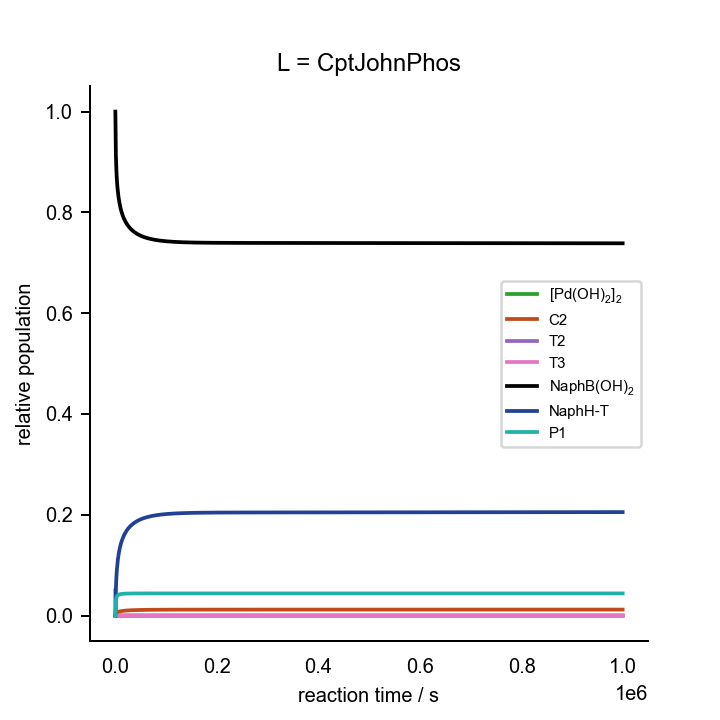 L = CptJohnPhos
1.0
0.8
0.6
0.4
0.2
0.0
relative population
[Pd(OH)₂]₂
C2
T2
T3
NaphB(OH)₂
NaphH-T
P1
0.0 0.2 0.4 0.6 0.8 1.0
1e6
reaction time / s